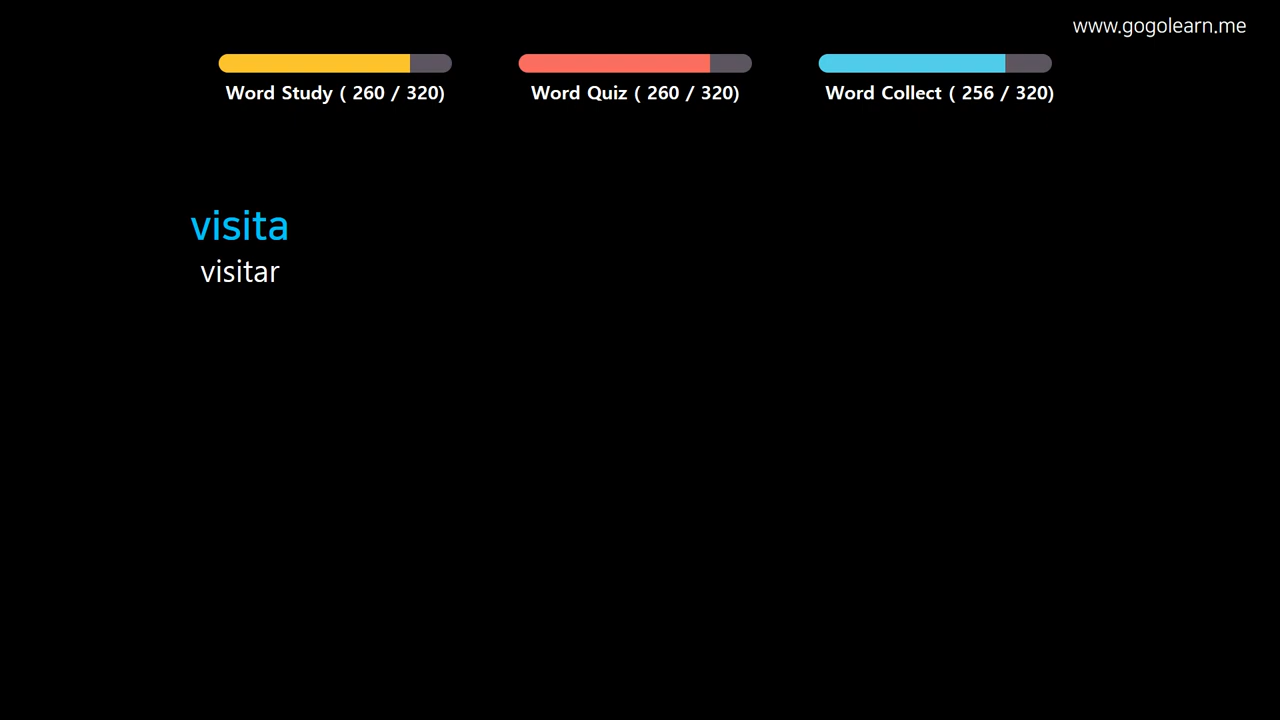 www.gogolearn.me
Word Study ( 260 / 320)
Word Quiz ( 260 / 320)
Word Collect ( 256 / 320)
visita
visitar